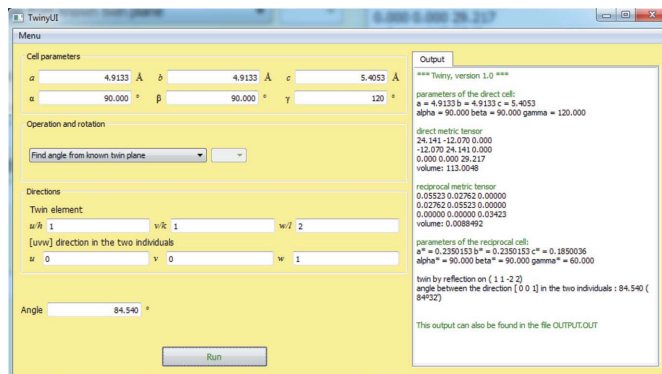 0.000 0.000 29.217
TwinyUI
Menu
Cell parameters
a 4.9133 Å b 4.9133 Å c 5.4053 Å
α 90.000 ° β 90.000 ° γ 120 °
Operation and rotation
Find angle from known twin plane
Directions
Twin element
u/h 1 v/k 1 w/l 2
[uvw] direction in the two individuals
u 0 v 0 w 1
Angle 84.540 °
Run
Output
*** Twiny, version 1.0 ***
parameters of the direct cell:
a = 4.9133 b = 4.9133 c = 5.4053
alpha = 90.000 beta = 90.000 gamma = 120.000
direct metric tensor
24.141 -12.070 0.000
-12.070 24.141 0.000
0.000 0.000 29.217
volume: 113.0048
reciprocal metric tensor
0.05523 0.02762 0.00000
0.02762 0.05523 0.00000
0.00000 0.00000 0.03423
volume: 0.0088492
parameters of the reciprocal cell:
a* = 0.2350153 b* = 0.2350153 c* = 0.1850036
alpha* = 90.000 beta* = 90.000 gamma* = 60.000
twin by reflection on ( 1 1 -2 2)
angle between the direction [ 0 0 1] in the two individuals : 84.540 (
84º32')
This output can also be found in the file OUTPUT.OUT